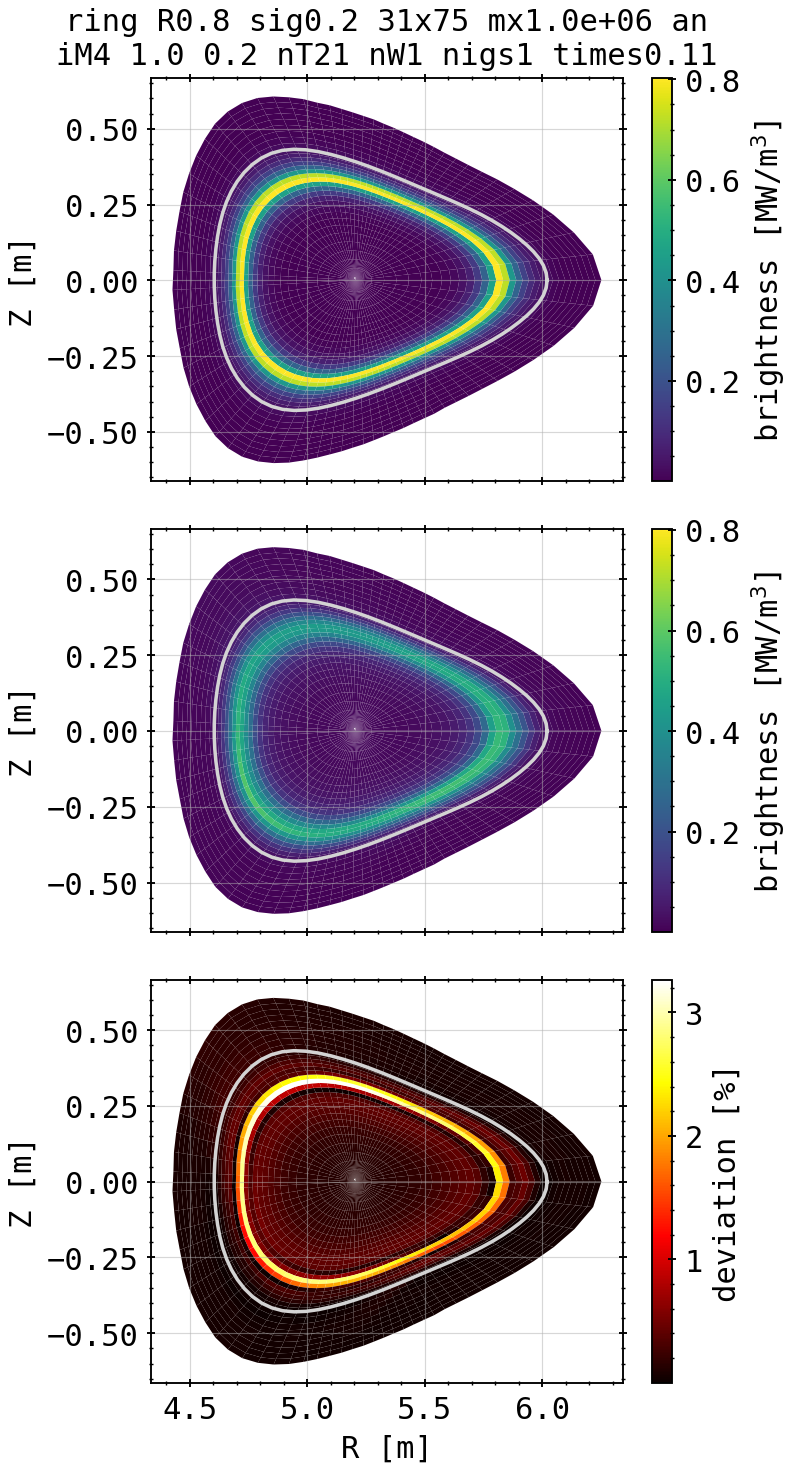 ring R0.8 sig0.2 31x75 mx1.0e+06 an
iM4 1.0 0.2 nT21 nW1 nigs1 times0.11
0.50
0.25
0.00
−0.25
−0.50
Z [m]
0.8
0.6
0.4
0.2
brightness [MW/m³]
0.50
0.25
0.00
−0.25
−0.50
Z [m]
0.8
0.6
0.4
0.2
brightness [MW/m³]
0.50
0.25
0.00
−0.25
−0.50
Z [m]
3
2
1
deviation [%]
4.5 5.0 5.5 6.0
R [m]